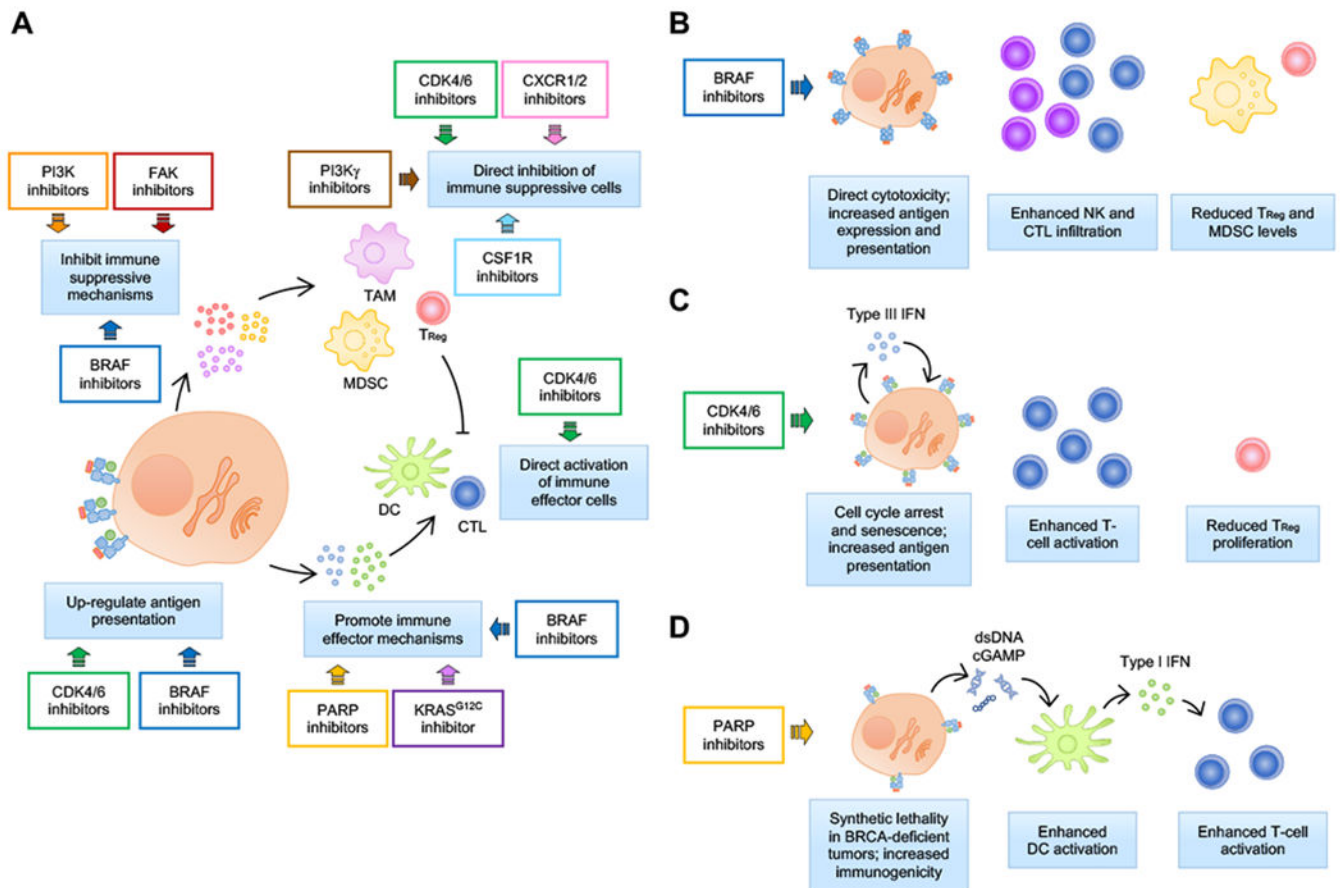 A
CDK4/6
inhibitors
CXCR1/2
inhibitors
PI3K
inhibitors
FAK
inhibitors
PI3Kγ
inhibitors
Direct inhibition of
immune suppressive cells
Inhibit immune
suppressive
mechanisms
CSF1R
inhibitors
TAM
TReg
MDSC
BRAF
inhibitors
CDK4/6
inhibitors
Direct activation
of immune
effector cells
DC
CTL
Up-regulate antigen
presentation
Promote immune
effector mechanisms
BRAF
inhibitors
CDK4/6
inhibitors
BRAF
inhibitors
PARP
inhibitors
KRASG12C
inhibitor
B
BRAF
inhibitors
Direct cytotoxicity;
increased antigen
expression and
presentation
Enhanced NK and
CTL infiltration
Reduced TReg and
MDSC levels
C
Type III IFN
CDK4/6
inhibitors
Cell cycle arrest
and senescence;
increased antigen
presentation
Enhanced T-
cell activation
Reduced TReg
proliferation
D
dsDNA
cGAMP
Type I IFN
PARP
inhibitors
Synthetic lethality
in BRCA-deficient
tumors; increased
immunogenicity
Enhanced
DC activation
Enhanced T-cell
activation